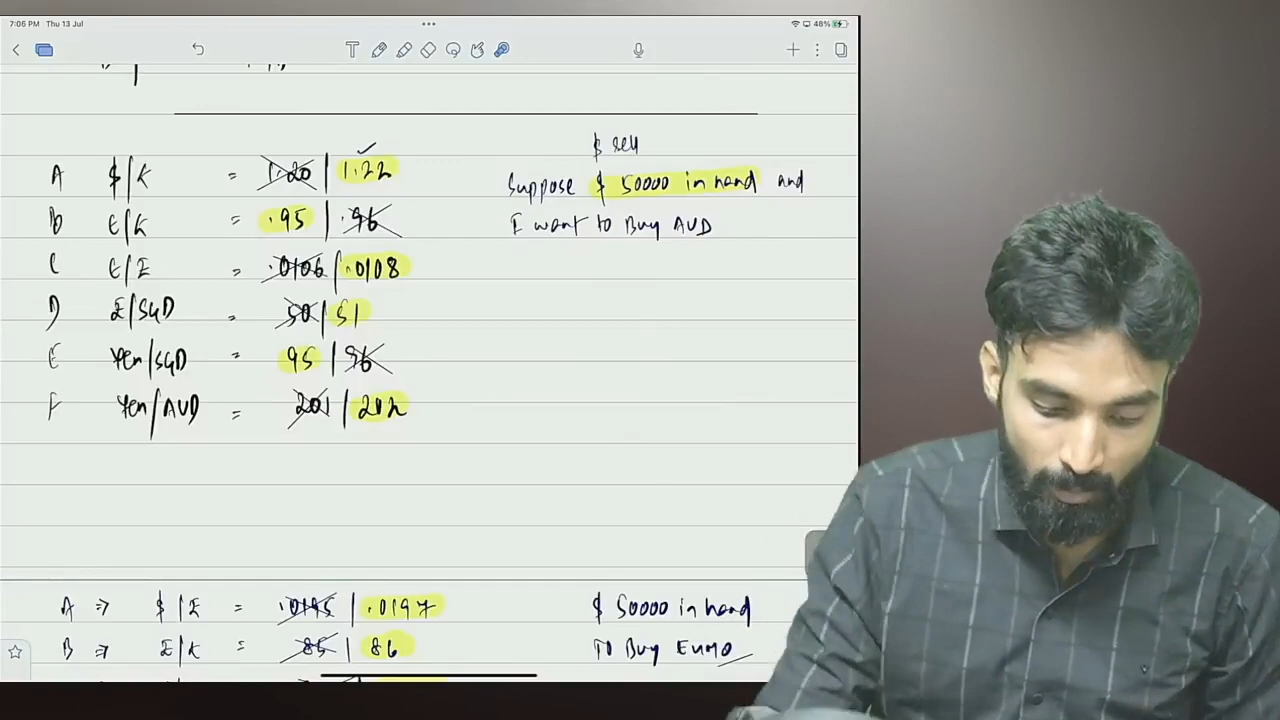 7:05 PM Thu 13 Jul
48%
$ sell
A $/K = 1.20 | 1.22
Suppose $ 50000 in hand and
B €/K = .95 | .96
I want to Buy AUD
C €/I = .0106 | .0108
D I/SGD = 50 | 51
E Yen/SGD = 95 | 96
F Yen/AUD = 201 | 202
A ⇒ $/I = .0195 | .0197
$ 50000 in hand
B ⇒ I/K = 85 | 86
To Buy EURO